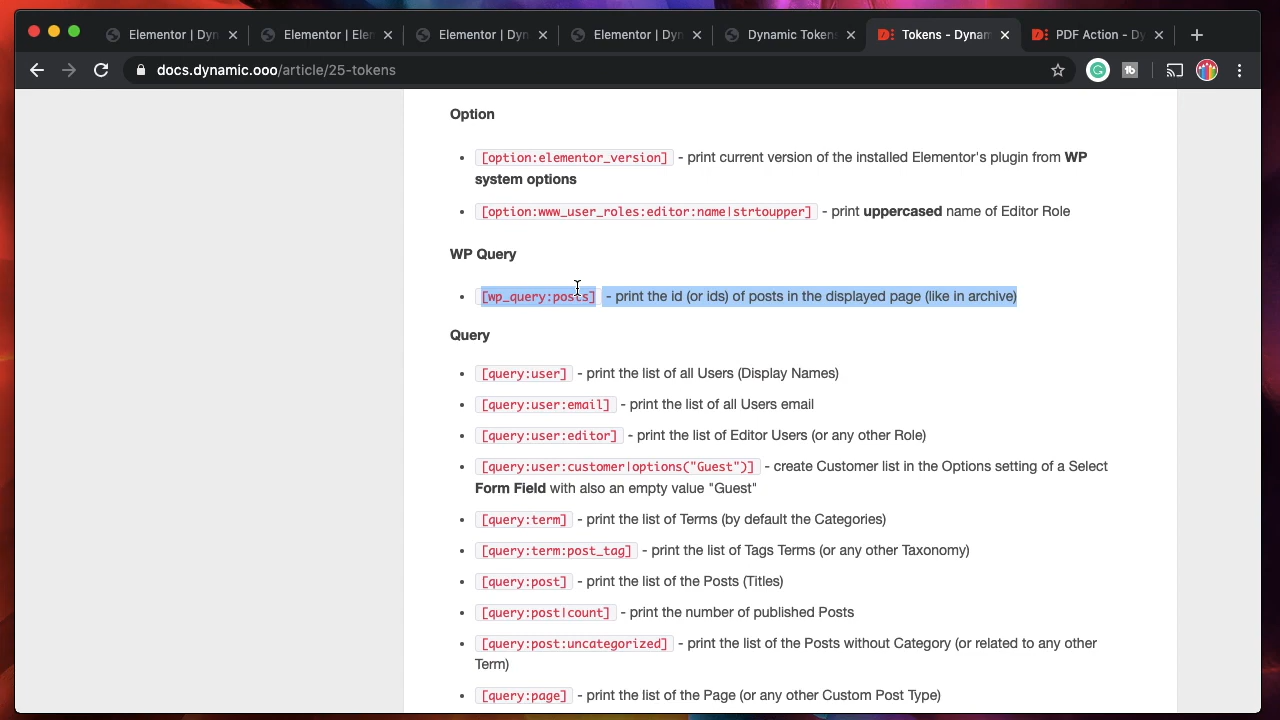 Elementor | Dyn
Elementor | Eler
Elementor | Dyn
Elementor | Dyn
Dynamic Token
Tokens - Dynam
PDF Action - Dy
docs.dynamic.ooo/article/25-tokens
Option
[option:elementor_version] - print current version of the installed Elementor's plugin from WP
system options
[option:www_user_roles:editor:name|strtoupper] - print uppercased name of Editor Role
WP Query
[wp_query:posts] - print the id (or ids) of posts in the displayed page (like in archive)
Query
[query:user] - print the list of all Users (Display Names)
[query:user:email] - print the list of all Users email
[query:user:editor] - print the list of Editor Users (or any other Role)
[query:user:customer|options("Guest")] - create Customer list in the Options setting of a Select
Form Field with also an empty value "Guest"
[query:term] - print the list of Terms (by default the Categories)
[query:term:post_tag] - print the list of Tags Terms (or any other Taxonomy)
[query:post] - print the list of the Posts (Titles)
[query:post|count] - print the number of published Posts
[query:post:uncategorized] - print the list of the Posts without Category (or related to any other
Term)
[query:page] - print the list of the Page (or any other Custom Post Type)